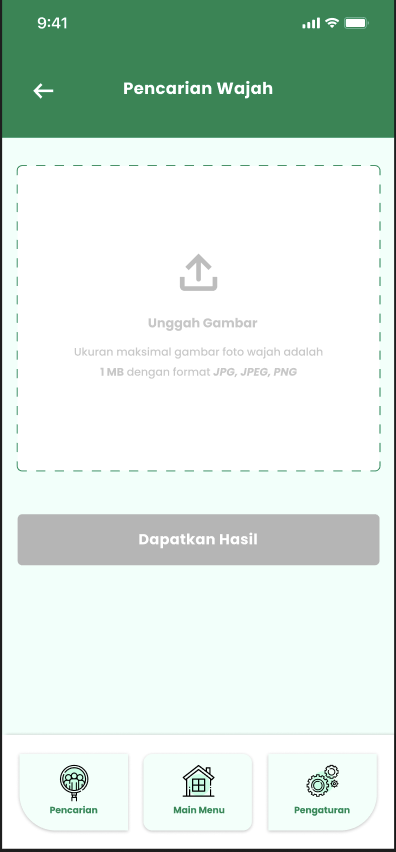 9:41
Pencarian Wajah
Unggah Gambar
Ukuran maksimal gambar foto wajah adalah
1 MB dengan format JPG, JPEG, PNG
Dapatkan Hasil
Pencarian
Main Menu
Pengaturan